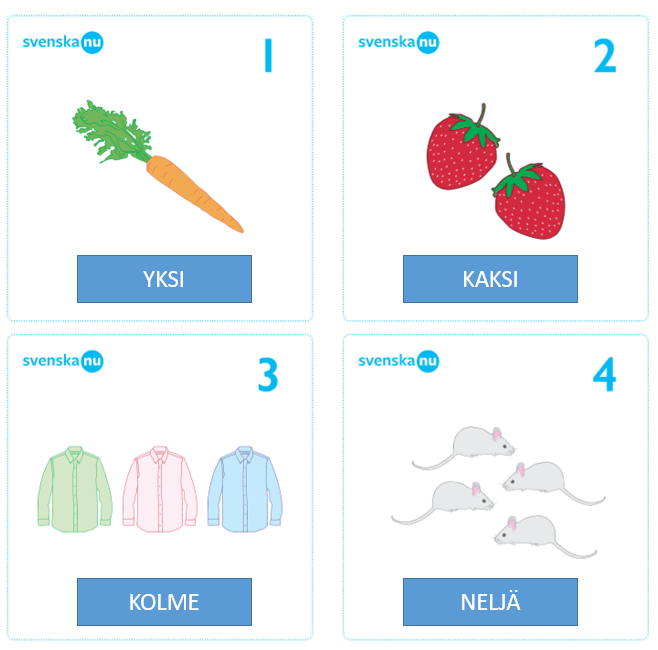 svenska nu
1
YKSI
svenska nu
2
KAKSI
svenska nu
3
KOLME
svenska nu
4
NELJÄ